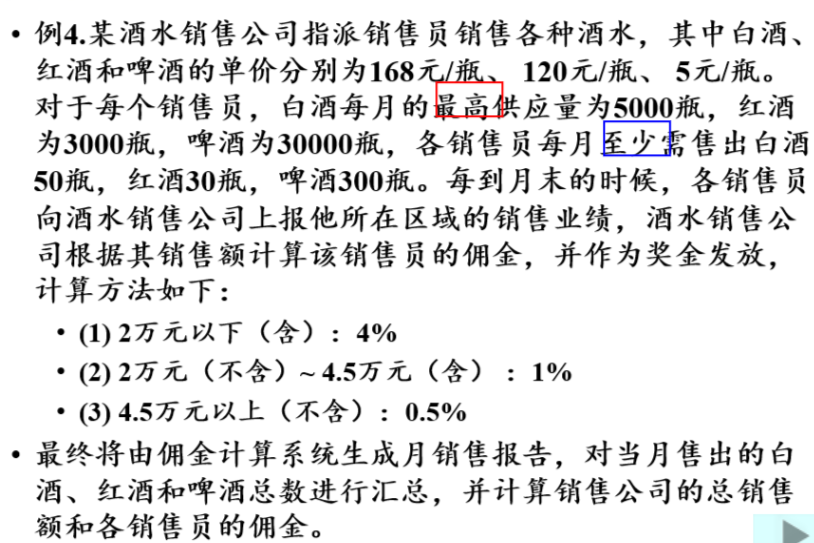 • 例4.某酒水销售公司指派销售员销售各种酒水，其中白酒、
红酒和啤酒的单价分别为168元/瓶、 120元/瓶、 5元/瓶。
对于每个销售员，白酒每月的最高供应量为5000瓶，红酒
为3000瓶，啤酒为30000瓶，各销售员每月至少需售出白酒
50瓶，红酒30瓶，啤酒300瓶。每到月末的时候，各销售员
向酒水销售公司上报他所在区域的销售业绩，酒水销售公
司根据其销售额计算该销售员的佣金，并作为奖金发放，
计算方法如下：
• (1) 2万元以下（含）：4%
• (2) 2万元（不含）~ 4.5万元（含） ：1%
• (3) 4.5万元以上（不含）：0.5%
• 最终将由佣金计算系统生成月销售报告，对当月售出的白
酒、红酒和啤酒总数进行汇总，并计算销售公司的总销售
额和各销售员的佣金。